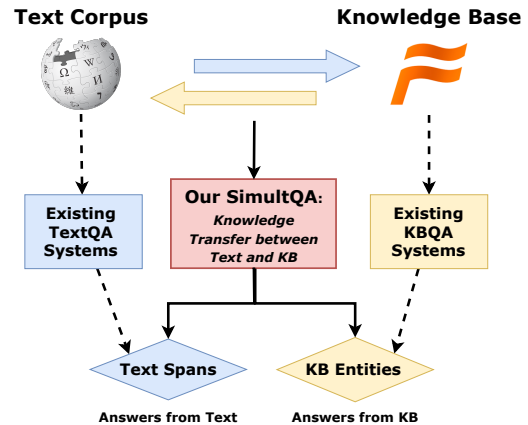 Text Corpus
Knowledge Base
Ω W
維 И
Existing
TextQA
Systems
Our SimultQA:
Knowledge
Transfer between
Text and KB
Existing
KBQA
Systems
Text Spans
KB Entities
Answers from Text
Answers from KB